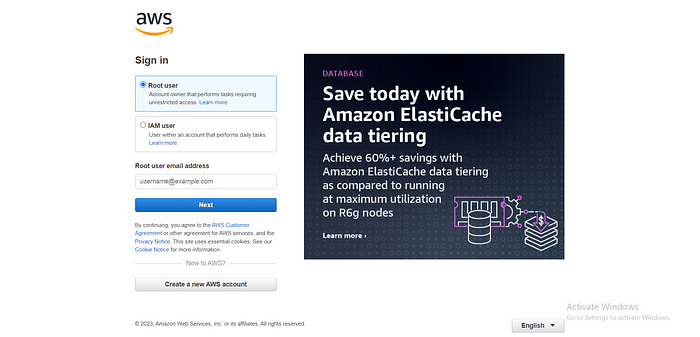 aws
Sign in
Root user
Account owner that performs tasks requiring
unrestricted access. Learn more
IAM user
User within an account that performs daily tasks.
Learn more
Root user email address
username@example.com
Next
By continuing, you agree to the AWS Customer
Agreement or other agreement for AWS services, and the
Privacy Notice. This site uses essential cookies. See our
Cookie Notice for more information.
New to AWS?
Create a new AWS account
DATABASE
Save today with
Amazon ElastiCache
data tiering
Achieve 60%+ savings with
Amazon ElastiCache data tiering
as compared to running
at maximum utilization
on R6g nodes
Learn more ›
$
Activate Windows
Go to Settings to activate Windows.
© 2023, Amazon Web Services, Inc. or its affiliates. All rights reserved.
English